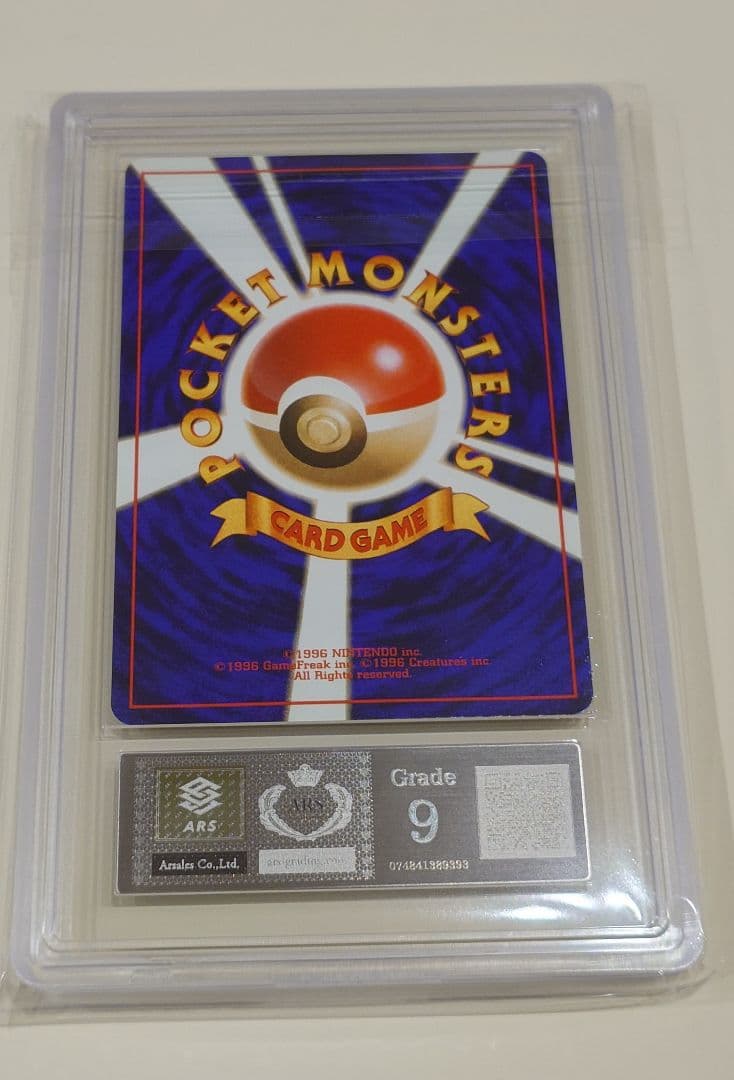 POCKET MONSTERS
CARD GAME
©1996 NINTENDO inc.
©1996 GameFreak inc. ©1996 Creatures inc.
All Rights reserved.
ARS
ARS
Arsales Co.,Ltd.
arsgrading.com
Grade
9
074841389393